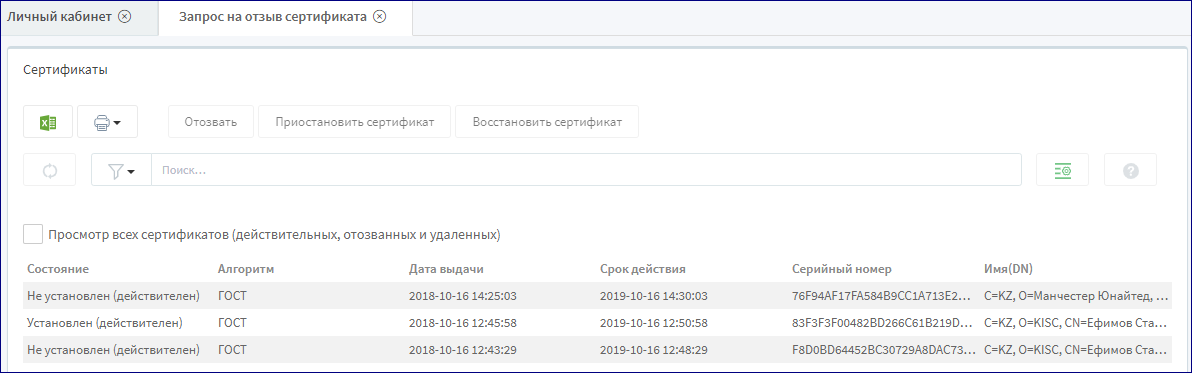 Личный кабинет Запрос на отзыв сертификата
Сертификаты
Отозвать Приостановить сертификат Восстановить сертификат
Поиск...
Просмотр всех сертификатов (действительных, отозванных и удаленных)
Состояние Алгоритм Дата выдачи Срок действия Серийный номер Имя(DN)
Не установлен (действителен) ГОСТ 2018-10-16 14:25:03 2019-10-16 14:30:03 76F94AF17FA584B9CC1A713E2... C=KZ, O=Манчестер Юнайтед, ...
Установлен (действителен) ГОСТ 2018-10-16 12:45:58 2019-10-16 12:50:58 83F3F3F00482BD266C61B219D... C=KZ, O=KISC, CN=Ефимов Ста...
Не установлен (действителен) ГОСТ 2018-10-16 12:43:29 2019-10-16 12:48:29 F8D0BD64452BC30729A8DAC73... C=KZ, O=KISC, CN=Ефимов Ста...